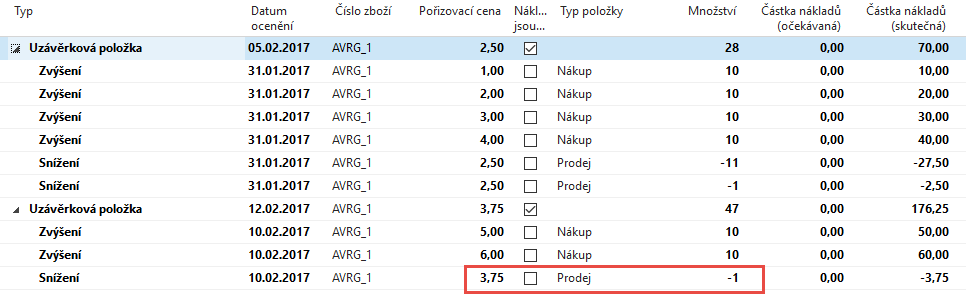 Typ Datum ocenění Číslo zboží Pořizovací cena Nákl... jsou... Typ položky Množství Částka nákladů (očekávaná) Částka nákladů (skutečná)
Uzávěrková položka 05.02.2017 AVRG_1 2,50 28 0,00 70,00
Zvýšení 31.01.2017 AVRG_1 1,00 Nákup 10 0,00 10,00
Zvýšení 31.01.2017 AVRG_1 2,00 Nákup 10 0,00 20,00
Zvýšení 31.01.2017 AVRG_1 3,00 Nákup 10 0,00 30,00
Zvýšení 31.01.2017 AVRG_1 4,00 Nákup 10 0,00 40,00
Snížení 31.01.2017 AVRG_1 2,50 Prodej -11 0,00 -27,50
Snížení 31.01.2017 AVRG_1 2,50 Prodej -1 0,00 -2,50
Uzávěrková položka 12.02.2017 AVRG_1 3,75 47 0,00 176,25
Zvýšení 10.02.2017 AVRG_1 5,00 Nákup 10 0,00 50,00
Zvýšení 10.02.2017 AVRG_1 6,00 Nákup 10 0,00 60,00
Snížení 10.02.2017 AVRG_1 3,75 Prodej -1 0,00 -3,75